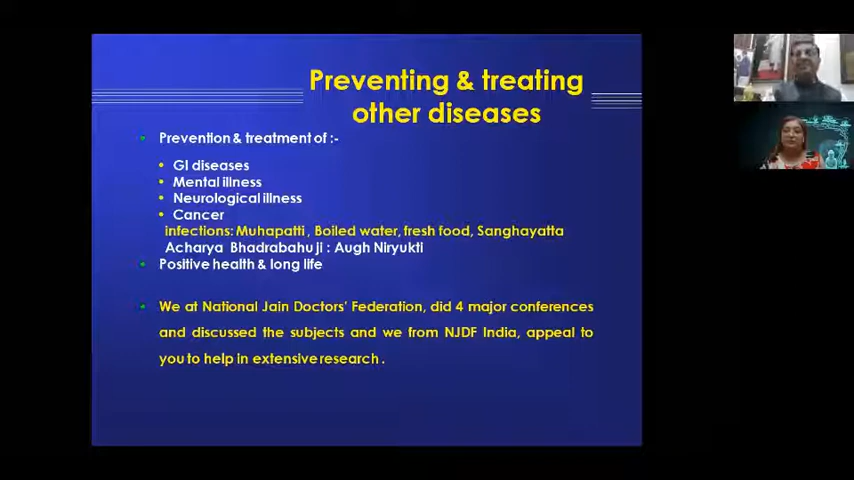 Preventing & treating
other diseases
Prevention & treatment of :-
GI diseases
Mental illness
Neurological illness
Cancer
infections: Muhapatti , Boiled water, fresh food, Sanghayatta
Acharya Bhadrabahu ji : Augh Niryukti
Positive health & long life
We at National Jain Doctors' Federation, did 4 major conferences
and discussed the subjects and we from NJDF India, appeal to
you to help in extensive research .